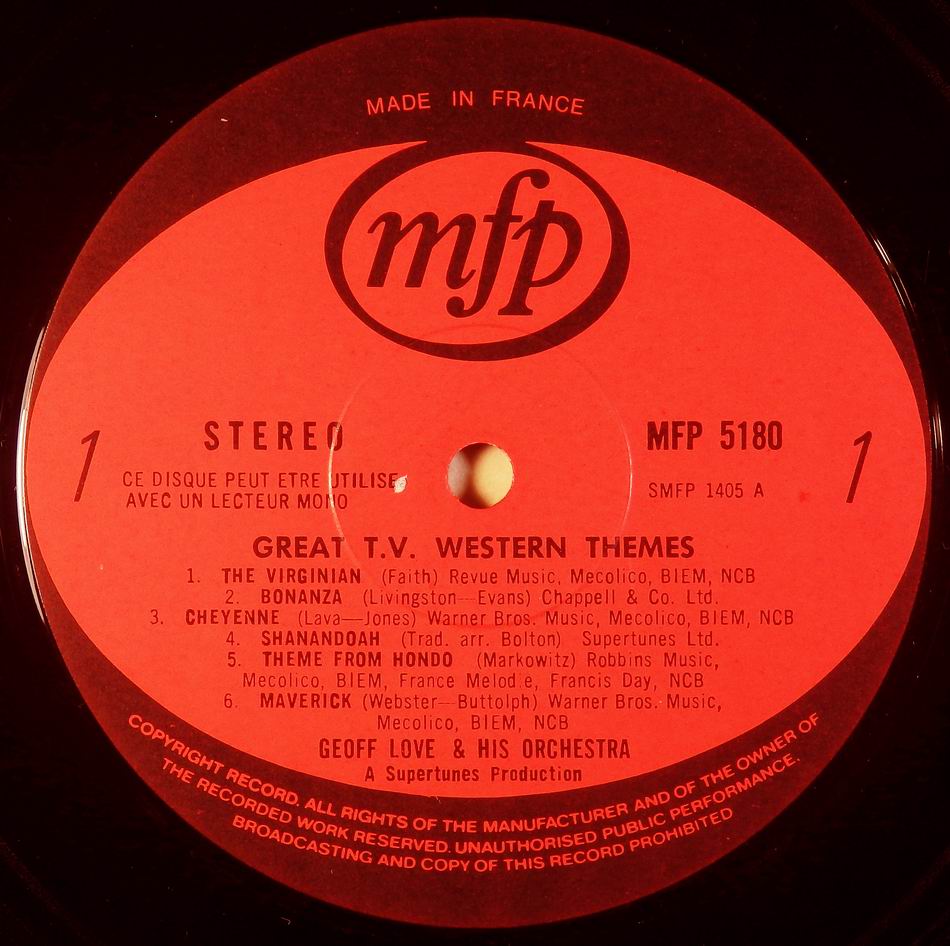 MADE IN FRANCE
mfp
STEREO
MFP 5180
1
1
CE DISQUE PEUT ETRE UTILISE
AVEC UN LECTEUR MONO
SMFP 1405 A
GREAT T.V. WESTERN THEMES
1. THE VIRGINIAN (Faith) Revue Music, Mecolico, BIEM, NCB
2. BONANZA (Livingston—Evans) Chappell & Co. Ltd.
3. CHEYENNE (Lava—Jones) Warner Bros. Music, Mecolico, BIEM, NCB
4. SHANANDOAH (Trad. arr. Bolton) Supertunes Ltd.
5. THEME FROM HONDO (Markowitz) Robbins Music,
Mecolico, BIEM, France Melodie, Francis Day, NCB
6. MAVERICK (Webster—Buttolph) Warner Bros. Music,
Mecolico, BIEM, NCB
GEOFF LOVE & HIS ORCHESTRA
A Supertunes Production
COPYRIGHT RECORD. ALL RIGHTS OF THE MANUFACTURER AND OF THE OWNER OF
THE RECORDED WORK RESERVED. UNAUTHORISED PUBLIC PERFORMANCE.
BROADCASTING AND COPY OF THIS RECORD PROHIBITED